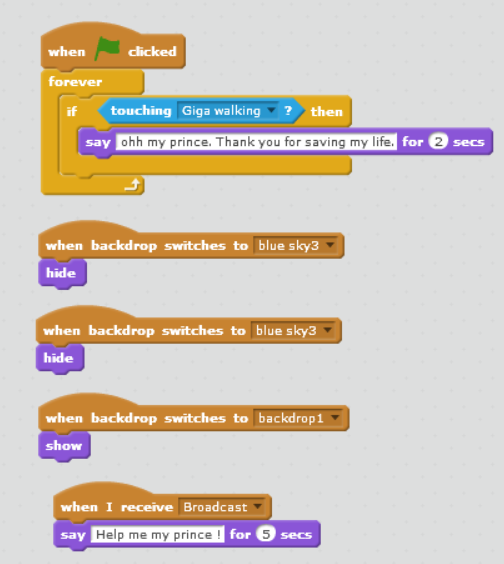 when clicked
forever
if touching Giga walking ? then
say ohh my prince. Thank you for saving my life. for 2 secs
when backdrop switches to blue sky3
hide
when backdrop switches to blue sky3
hide
when backdrop switches to backdrop1
show
when I receive Broadcast
say Help me my prince ! for 5 secs